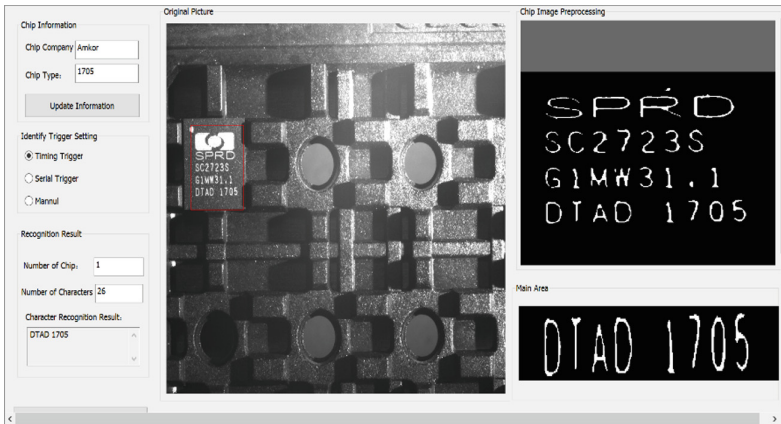 Chip Information
Chip Company Amkor
Chip Type: 1705
Update Information
Identify Trigger Setting
Timing Trigger
Serial Trigger
Mannul
Recognition Result
Number of Chip: 1
Number of Characters 26
Character Recognition Result:
DTAD 1705
Original Picture
SPRD
SC2723S
G1MW31.1
DTAD 1705
Chip Image Preprocessing
SPRD
SC2723S
G1MW31.1
DTAD 1705
Main Area
DTAD 1705